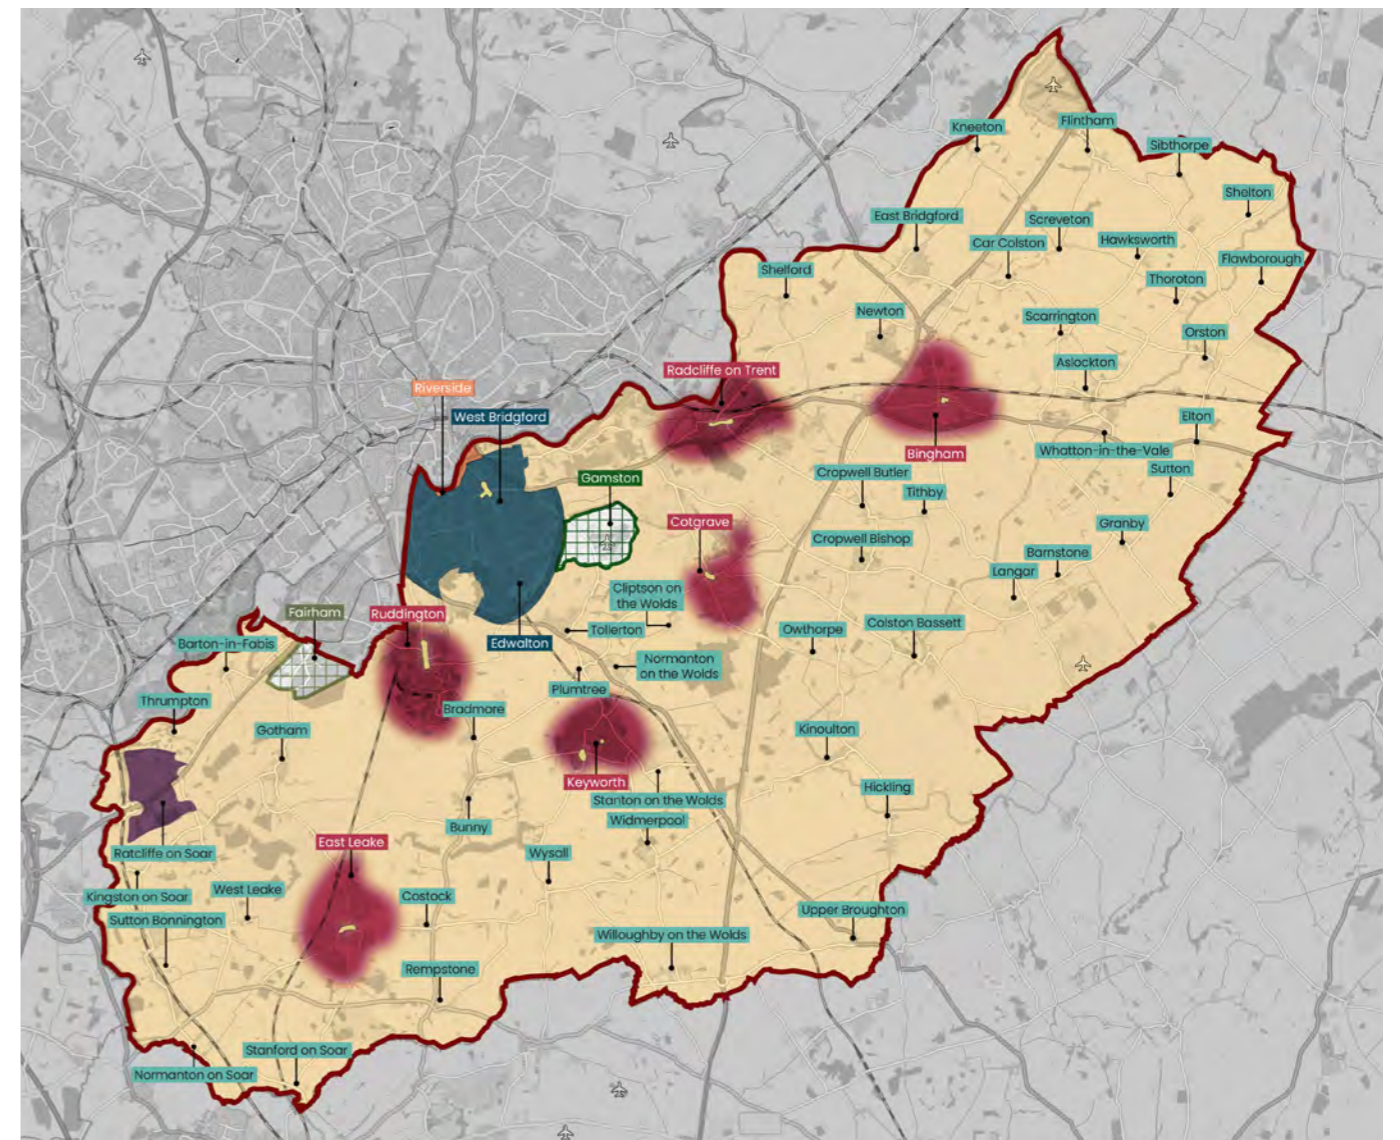 Flintham
Kneeton
Sibthorpe
Shelton
East Bridgford
Screveton
Car Colston
Hawksworth
Flawborough
Shelford
Thoroton
Newton
Scarrington
Orston
Aslockton
Radcliffe on Trent
Riverside
West Bridgford
Elton
Bingham
Whatton-in-the-Vale
Sutton
Cropwell Butler
Gamston
Tithby
Cotgrave
Granby
Cropwell Bishop
Barnstone
Langar
Cliptson on
the Wolds
Fairham
Ruddington
Tollerton
Owthorpe
Colston Bassett
Barton-in-Fabis
Edwalton
Normanton
on the Wolds
Plumtree
Thrumpton
Bradmore
Gotham
Kinoulton
Keyworth
Hickling
Stanton on the Wolds
Widmerpool
Bunny
East Leake
Ratcliffe on Soar
Wysall
West Leake
Kingston on Soar
Costock
Upper Broughton
Sutton Bonnington
Willoughby on the Wolds
Rempstone
Stanford on Soar
Normanton on Soar